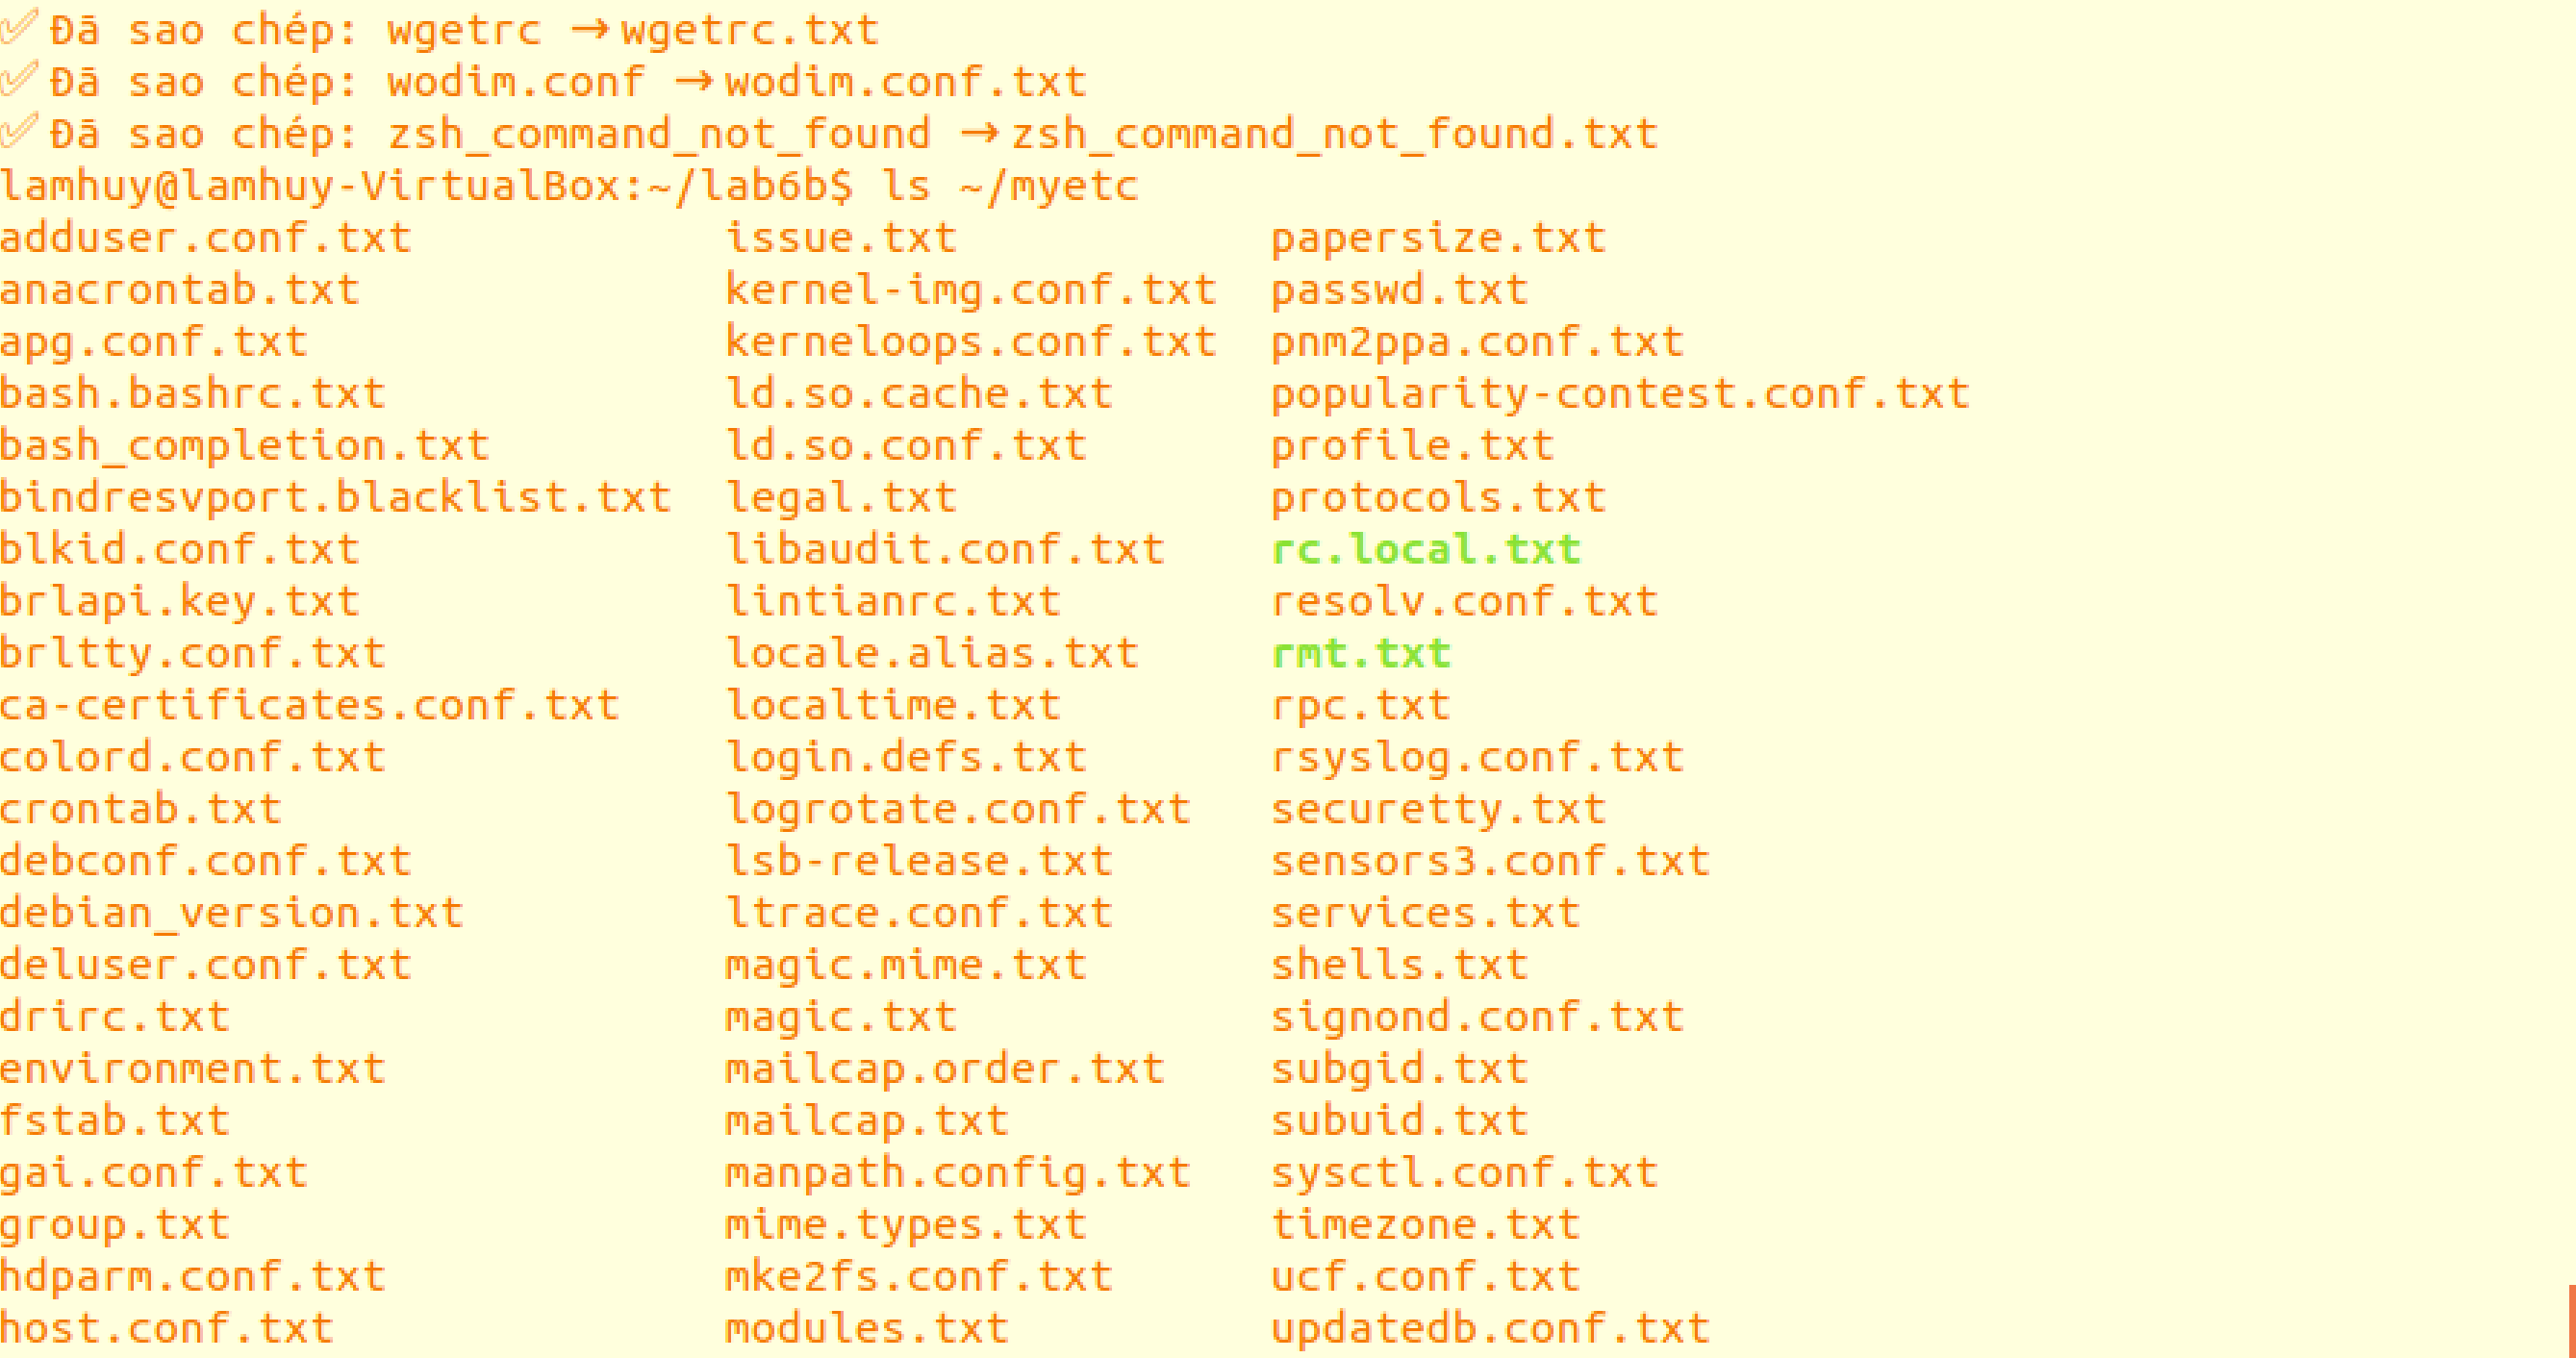 ✅ Đã sao chép: wgetrc → wgetrc.txt
✅ Đã sao chép: wodim.conf → wodim.conf.txt
✅ Đã sao chép: zsh_command_not_found → zsh_command_not_found.txt
lamhuy@lamhuy-VirtualBox:~/lab6b$ ls ~/myetc
adduser.conf.txt issue.txt papersize.txt
anacrontab.txt kernel-img.conf.txt passwd.txt
apg.conf.txt kerneloops.conf.txt pnm2ppa.conf.txt
bash.bashrc.txt ld.so.cache.txt popularity-contest.conf.txt
bash_completion.txt ld.so.conf.txt profile.txt
bindresvport.blacklist.txt legal.txt protocols.txt
blkid.conf.txt libaudit.conf.txt rc.local.txt
brlapi.key.txt lintianrc.txt resolv.conf.txt
brltty.conf.txt locale.alias.txt rmt.txt
ca-certificates.conf.txt localtime.txt rpc.txt
colord.conf.txt login.defs.txt rsyslog.conf.txt
crontab.txt logrotate.conf.txt securetty.txt
debconf.conf.txt lsb-release.txt sensors3.conf.txt
debian_version.txt ltrace.conf.txt services.txt
deluser.conf.txt magic.mime.txt shells.txt
drirc.txt magic.txt signond.conf.txt
environment.txt mailcap.order.txt subgid.txt
fstab.txt mailcap.txt subuid.txt
gai.conf.txt manpath.config.txt sysctl.conf.txt
group.txt mime.types.txt timezone.txt
hdparm.conf.txt mke2fs.conf.txt ucf.conf.txt
host.conf.txt modules.txt updatedb.conf.txt